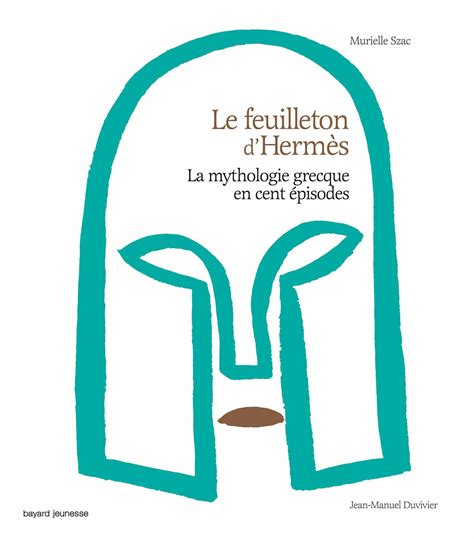 Murielle Szac
Le feuilleton
d'Hermès
La mythologie grecque
en cent épisodes
bayard jeunesse
Jean-Manuel Duvivier